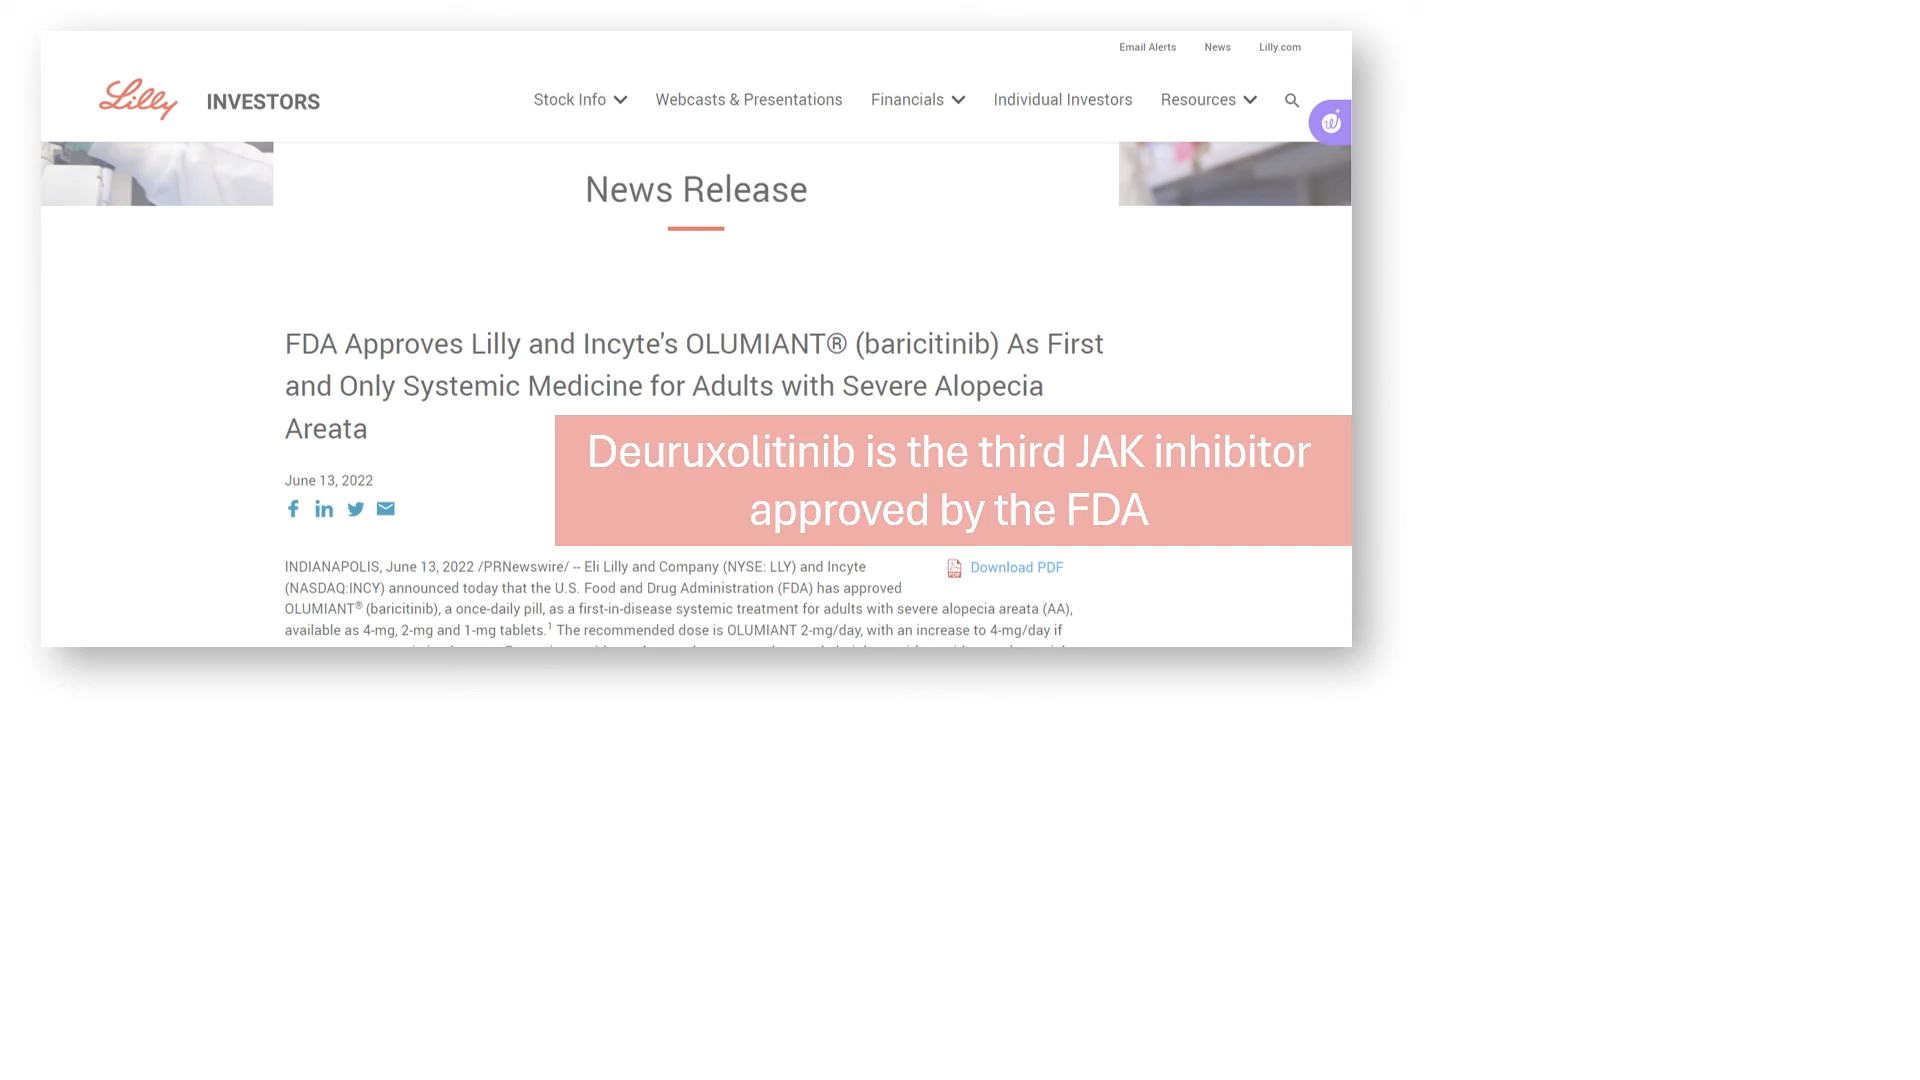 Email Alerts News Lilly.com
Lilly INVESTORS Stock Info Webcasts & Presentations Financials Individual Investors Resources
News Release
FDA Approves Lilly and Incyte's OLUMIANT® (baricitinib) As First
and Only Systemic Medicine for Adults with Severe Alopecia
Areata
Deuruxolitinib is the third JAK inhibitor
approved by the FDA
June 13, 2022
INDIANAPOLIS, June 13, 2022 /PRNewswire/ -- Eli Lilly and Company (NYSE: LLY) and Incyte
Download PDF
(NASDAQ:INCY) announced today that the U.S. Food and Drug Administration (FDA) has approved
OLUMIANT® (baricitinib), a once-daily pill, as a first-in-disease systemic treatment for adults with severe alopecia areata (AA),
available as 4-mg, 2-mg and 1-mg tablets.¹ The recommended dose is OLUMIANT 2-mg/day, with an increase to 4-mg/day if